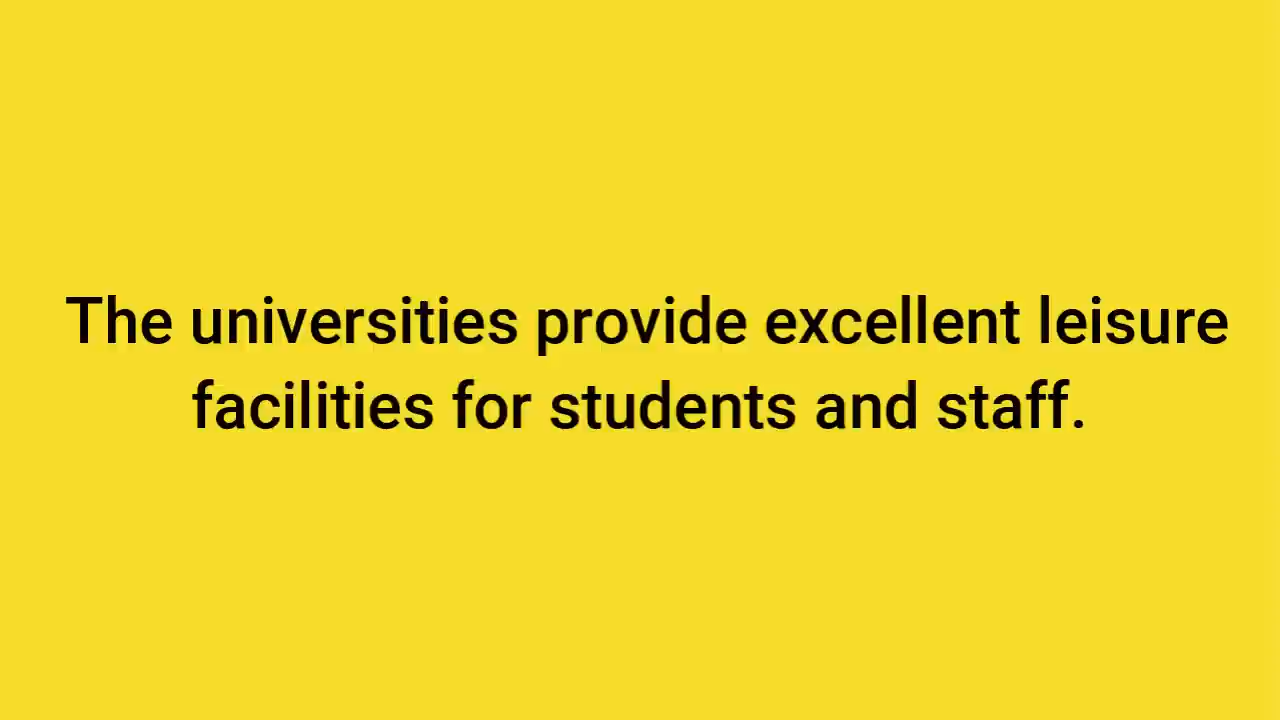 The universities provide excellent leisure
facilities for students and staff.